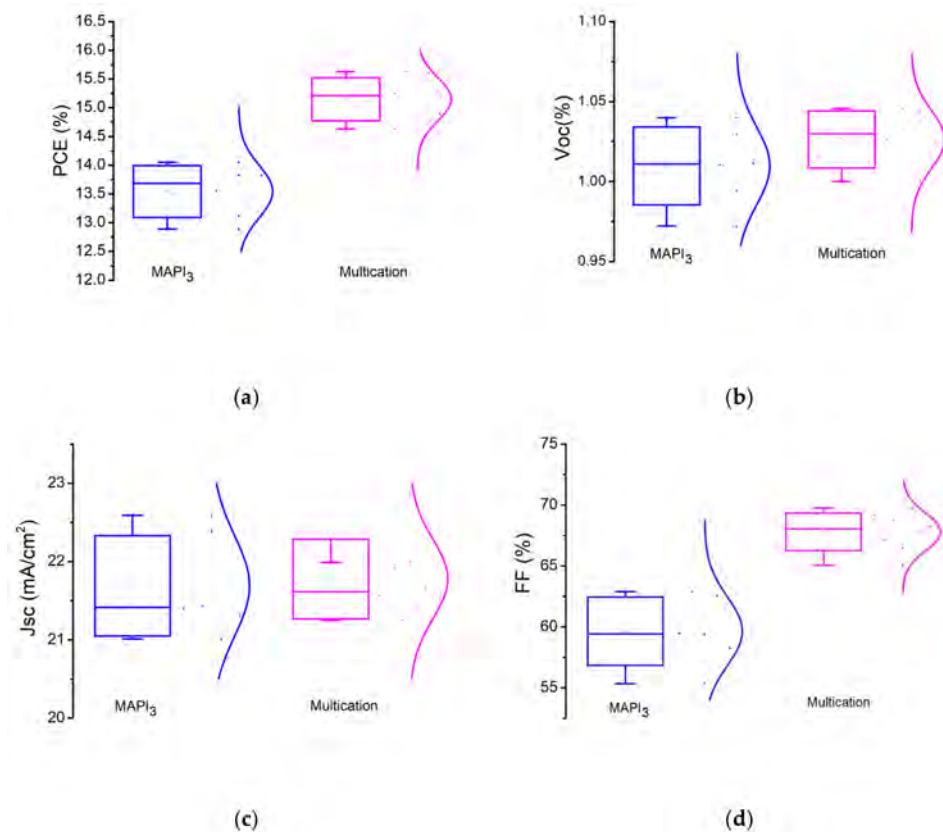 16.5
16.0
15.5
15.0
14.5
14.0
13.5
13.0
12.5
12.0
PCE (%)
MAPI₃
Multication
(a)
1.10
1.05
1.00
0.95
Voc(%)
MAPI₃
Multication
(b)
23
22
21
20
Jsc (mA/cm²)
MAPI₃
Multication
(c)
75
70
65
60
55
FF (%)
MAPI₃
Multication
(d)